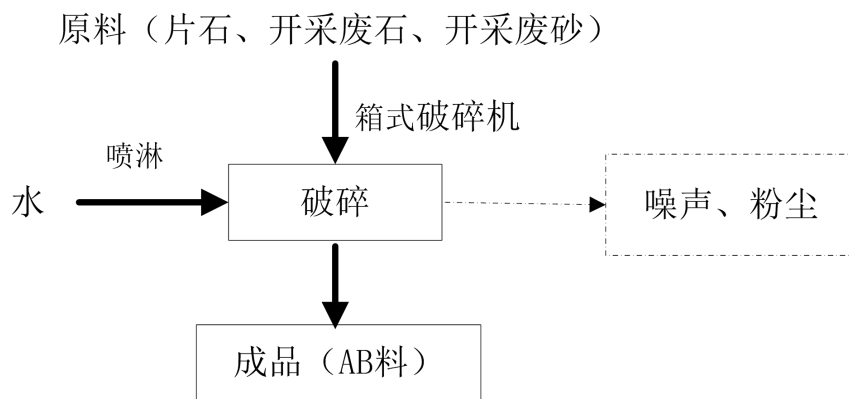 原料（片石、开采废石、开采废砂）
箱式破碎机
喷淋
水
破碎
噪声、粉尘
成品（AB料）